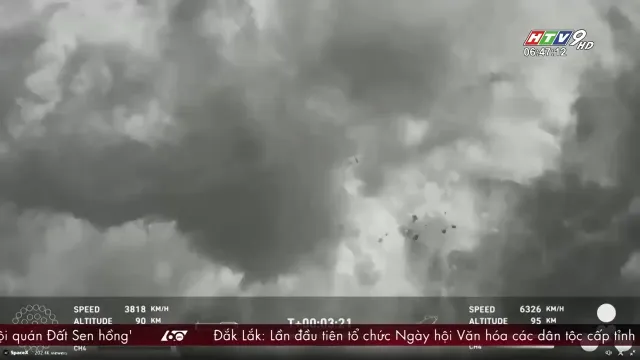 HTV9 HD
06:47:12
SPEED 3818 KM/H
ALTITUDE 90 KM
T+00:03:21
SPEED 6326 KM/H
ALTITUDE 95 KM
ội quán Đất Sen hồng' Đắk Lắk: Lần đầu tiên tổ chức Ngày hội Văn hóa các dân tộc cấp tỉnh
SpaceX